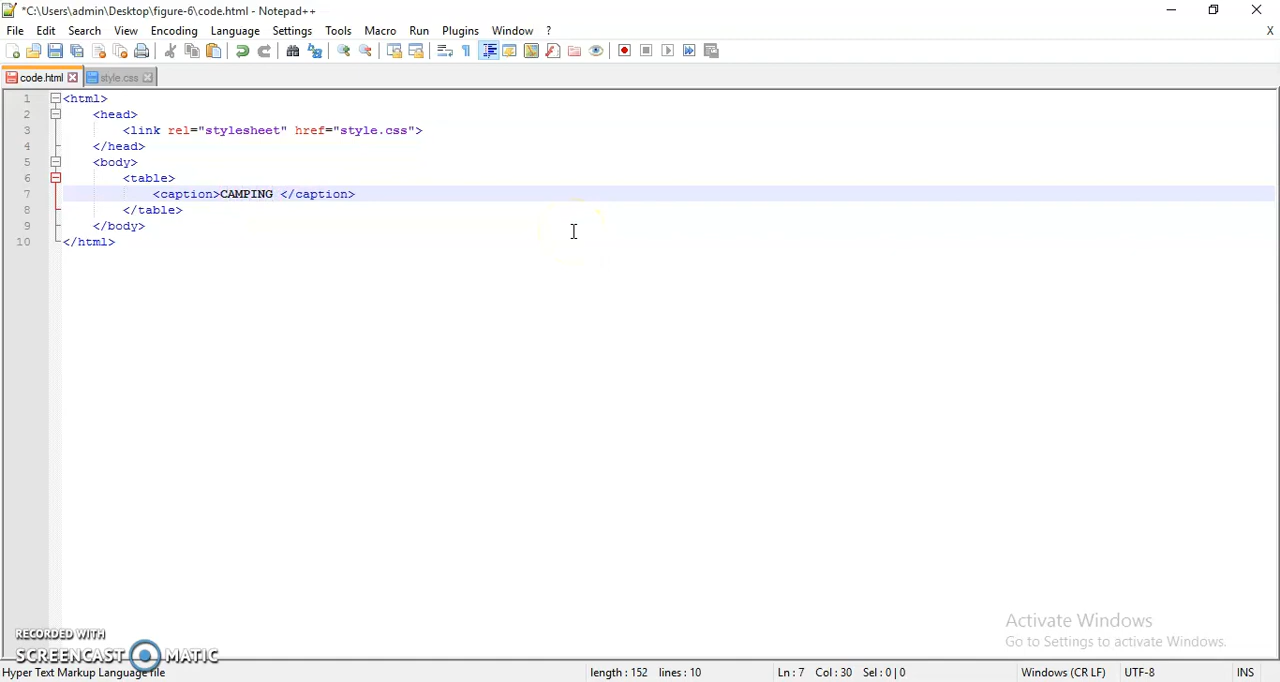 *C:\Users\admin\Desktop\figure-6\code.html - Notepad++
File Edit Search View Encoding Language Settings Tools Macro Run Plugins Window ? X
code.html style.css
1 <html>
2 <head>
3 <link rel="stylesheet" href="style.css">
4 </head>
5 <body>
6 <table>
7 <caption>CAMPING </caption>
8 </table>
9 </body>
10 </html>
Activate Windows
Go to Settings to activate Windows.
RECORDED WITH
SCREENCAST MATIC
Hyper Text Markup Language file length : 152 lines : 10 Ln : 7 Col : 30 Sel : 0 | 0 Windows (CR LF) UTF-8 INS